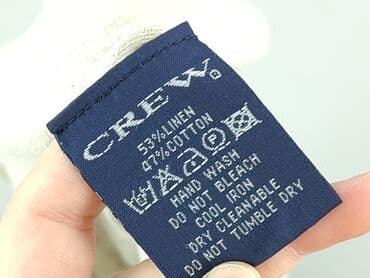 CREW
53% LINEN
47% COTTON
HAND WASH
DO NOT BLEACH
COOL IRON
DRY CLEANABLE
DO NOT TUMBLE DRY